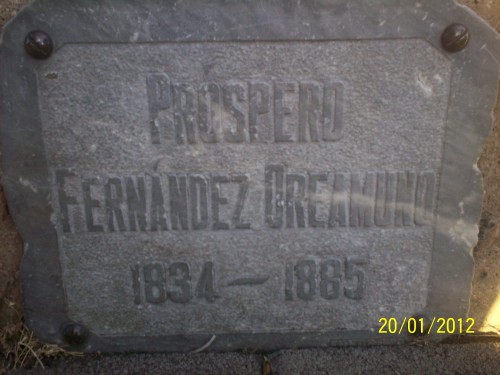 PROSPERO
FERNANDEZ OREAMUNO
1834 — 1885
20/01/2012